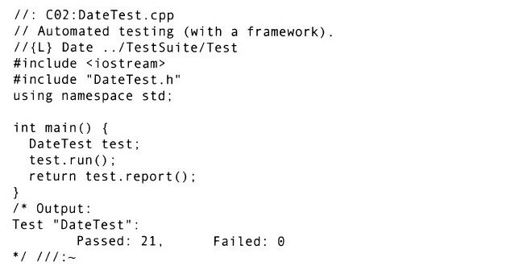 //: C02:DateTest.cpp
// Automated testing (with a framework).
//{L} Date ../TestSuite/Test
#include <iostream>
#include "DateTest.h"
using namespace std;

int main() {
  DateTest test;
  test.run();
  return test.report();
}
/* Output:
Test "DateTest":
        Passed: 21,      Failed: 0
*/ ///:~